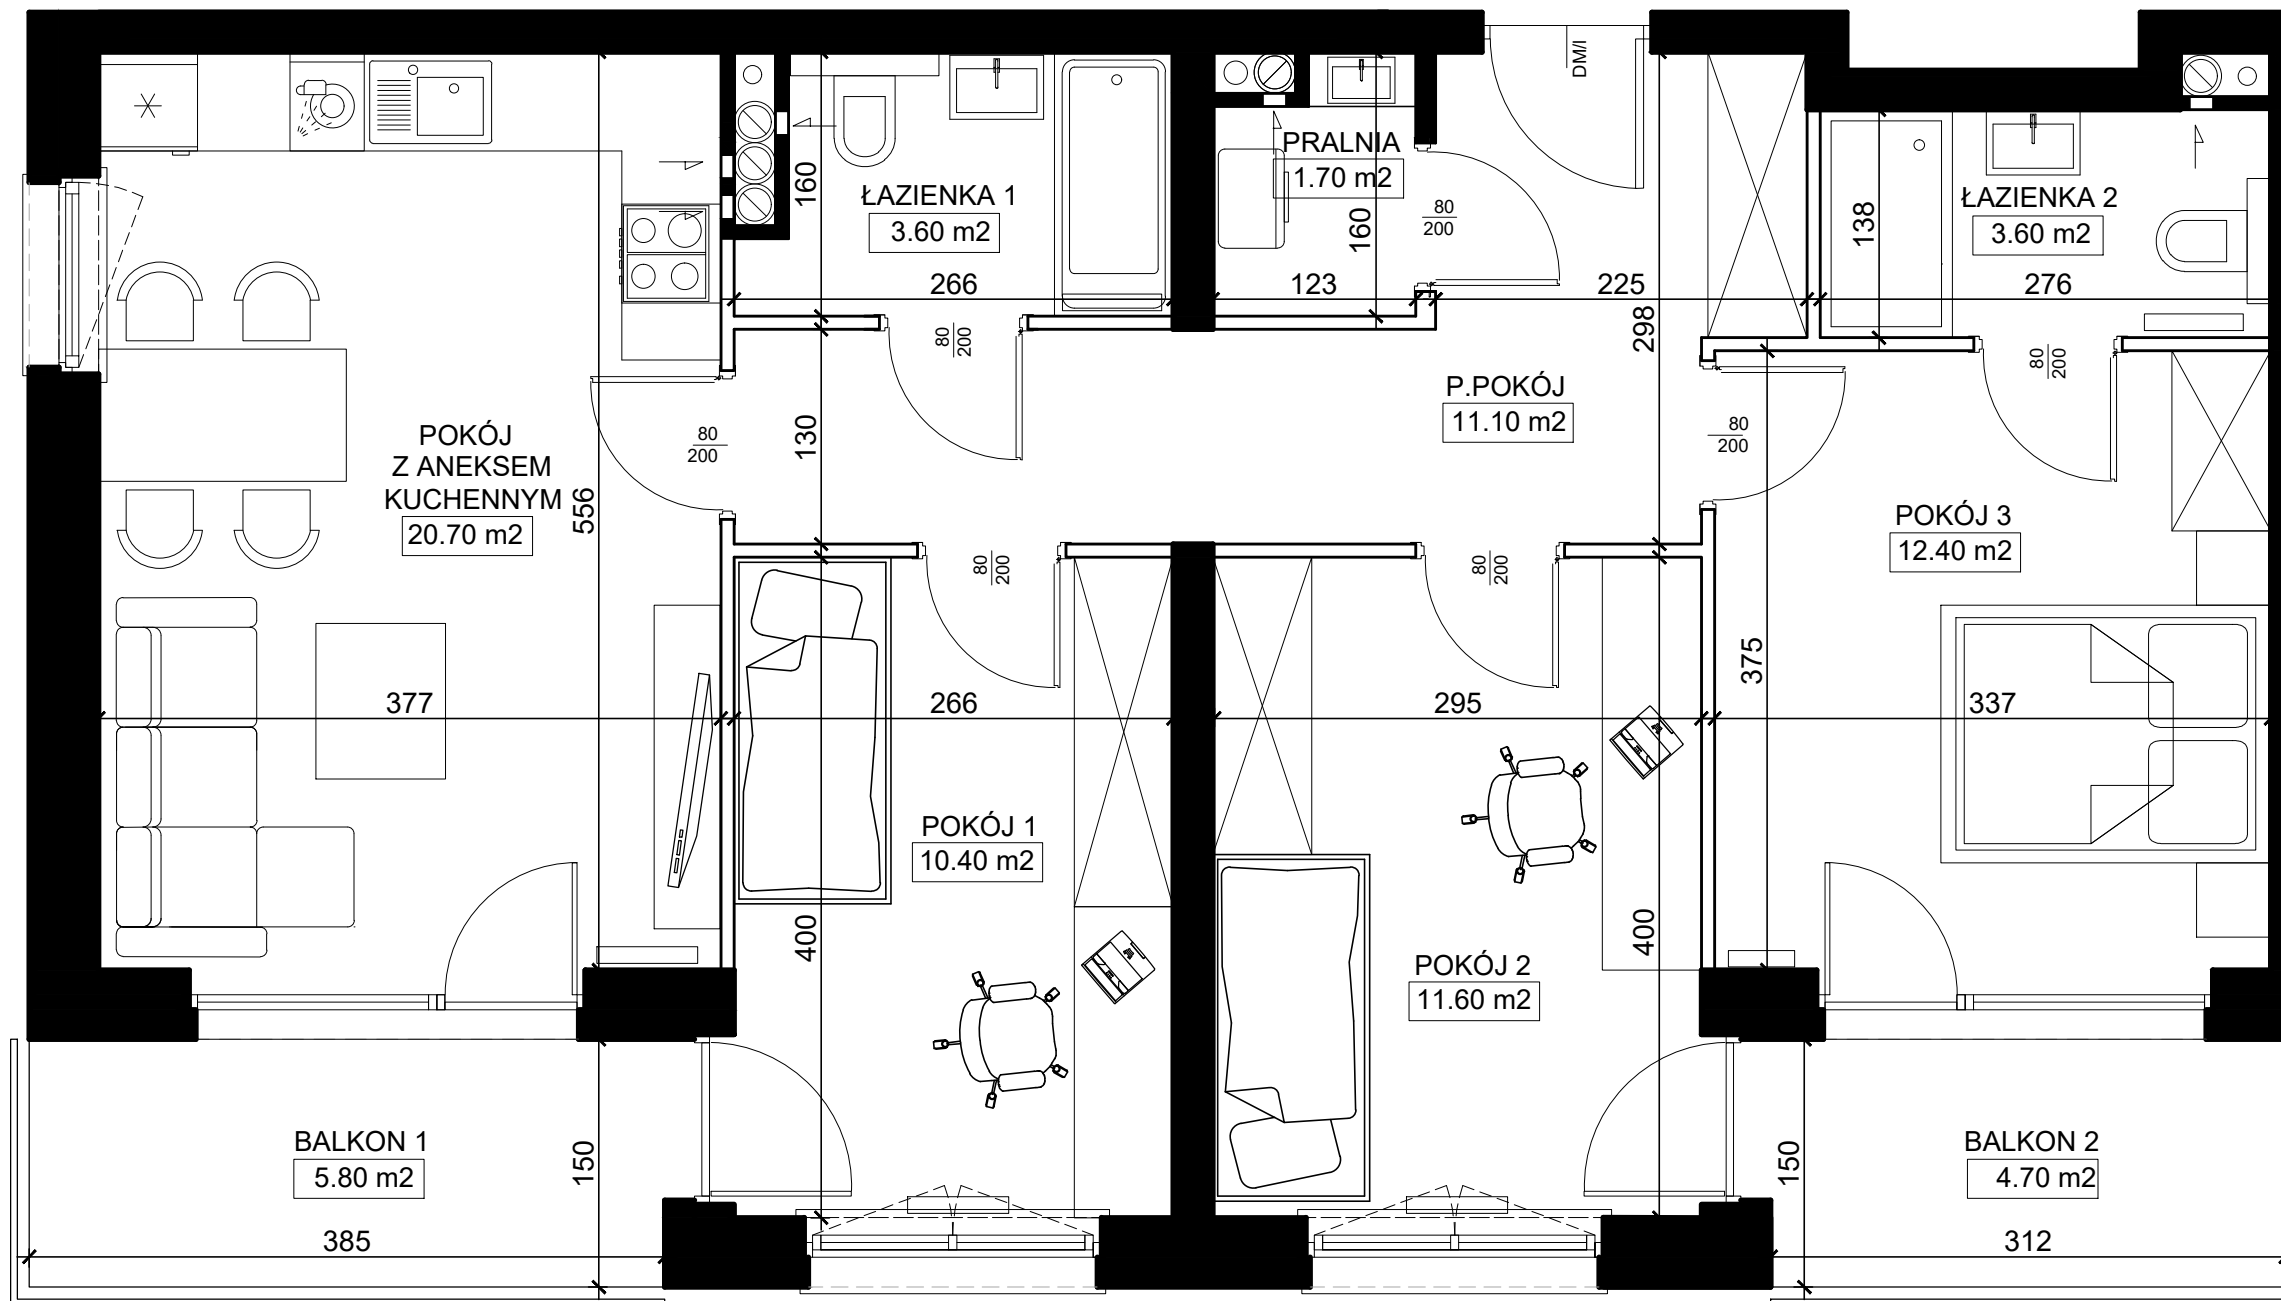 DM/I
PRALNIA
1.70 m2
160
ŁAZIENKA 1
3.60 m2
160
ŁAZIENKA 2
3.60 m2
138
80
200
266
123
225
276
298
80
200
80
200
P.POKÓJ
11.10 m2
130
POKÓJ
Z ANEKSEM
KUCHENNYM
20.70 m2
556
80
200
80
200
POKÓJ 3
12.40 m2
80
200
80
200
375
377
266
295
337
POKÓJ 1
10.40 m2
400
POKÓJ 2
11.60 m2
400
BALKON 1
5.80 m2
150
BALKON 2
4.70 m2
150
385
312